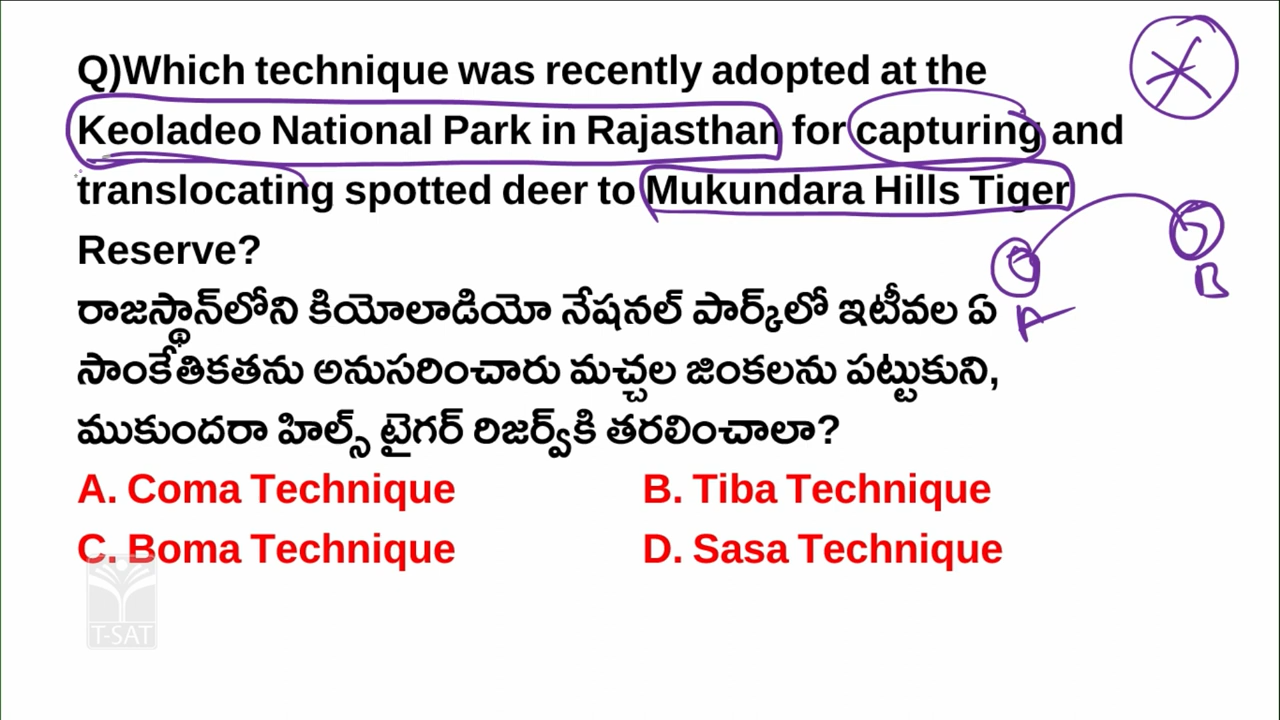 Q)Which technique was recently adopted at the
Keoladeo National Park in Rajasthan for capturing and
translocating spotted deer to Mukundara Hills Tiger
Reserve?
రాజస్థాన్‌లోని కియోలాడియో నేషనల్ పార్క్‌లో ఇటీవల ఏ
సాంకేతికతను అనుసరించారు మచ్చల జింకలను పట్టుకుని,
ముకుందరా హిల్స్ టైగర్ రిజర్వ్‌కి తరలించాలా?
A. Coma Technique B. Tiba Technique
C. Boma Technique D. Sasa Technique
A
B
T-SAT